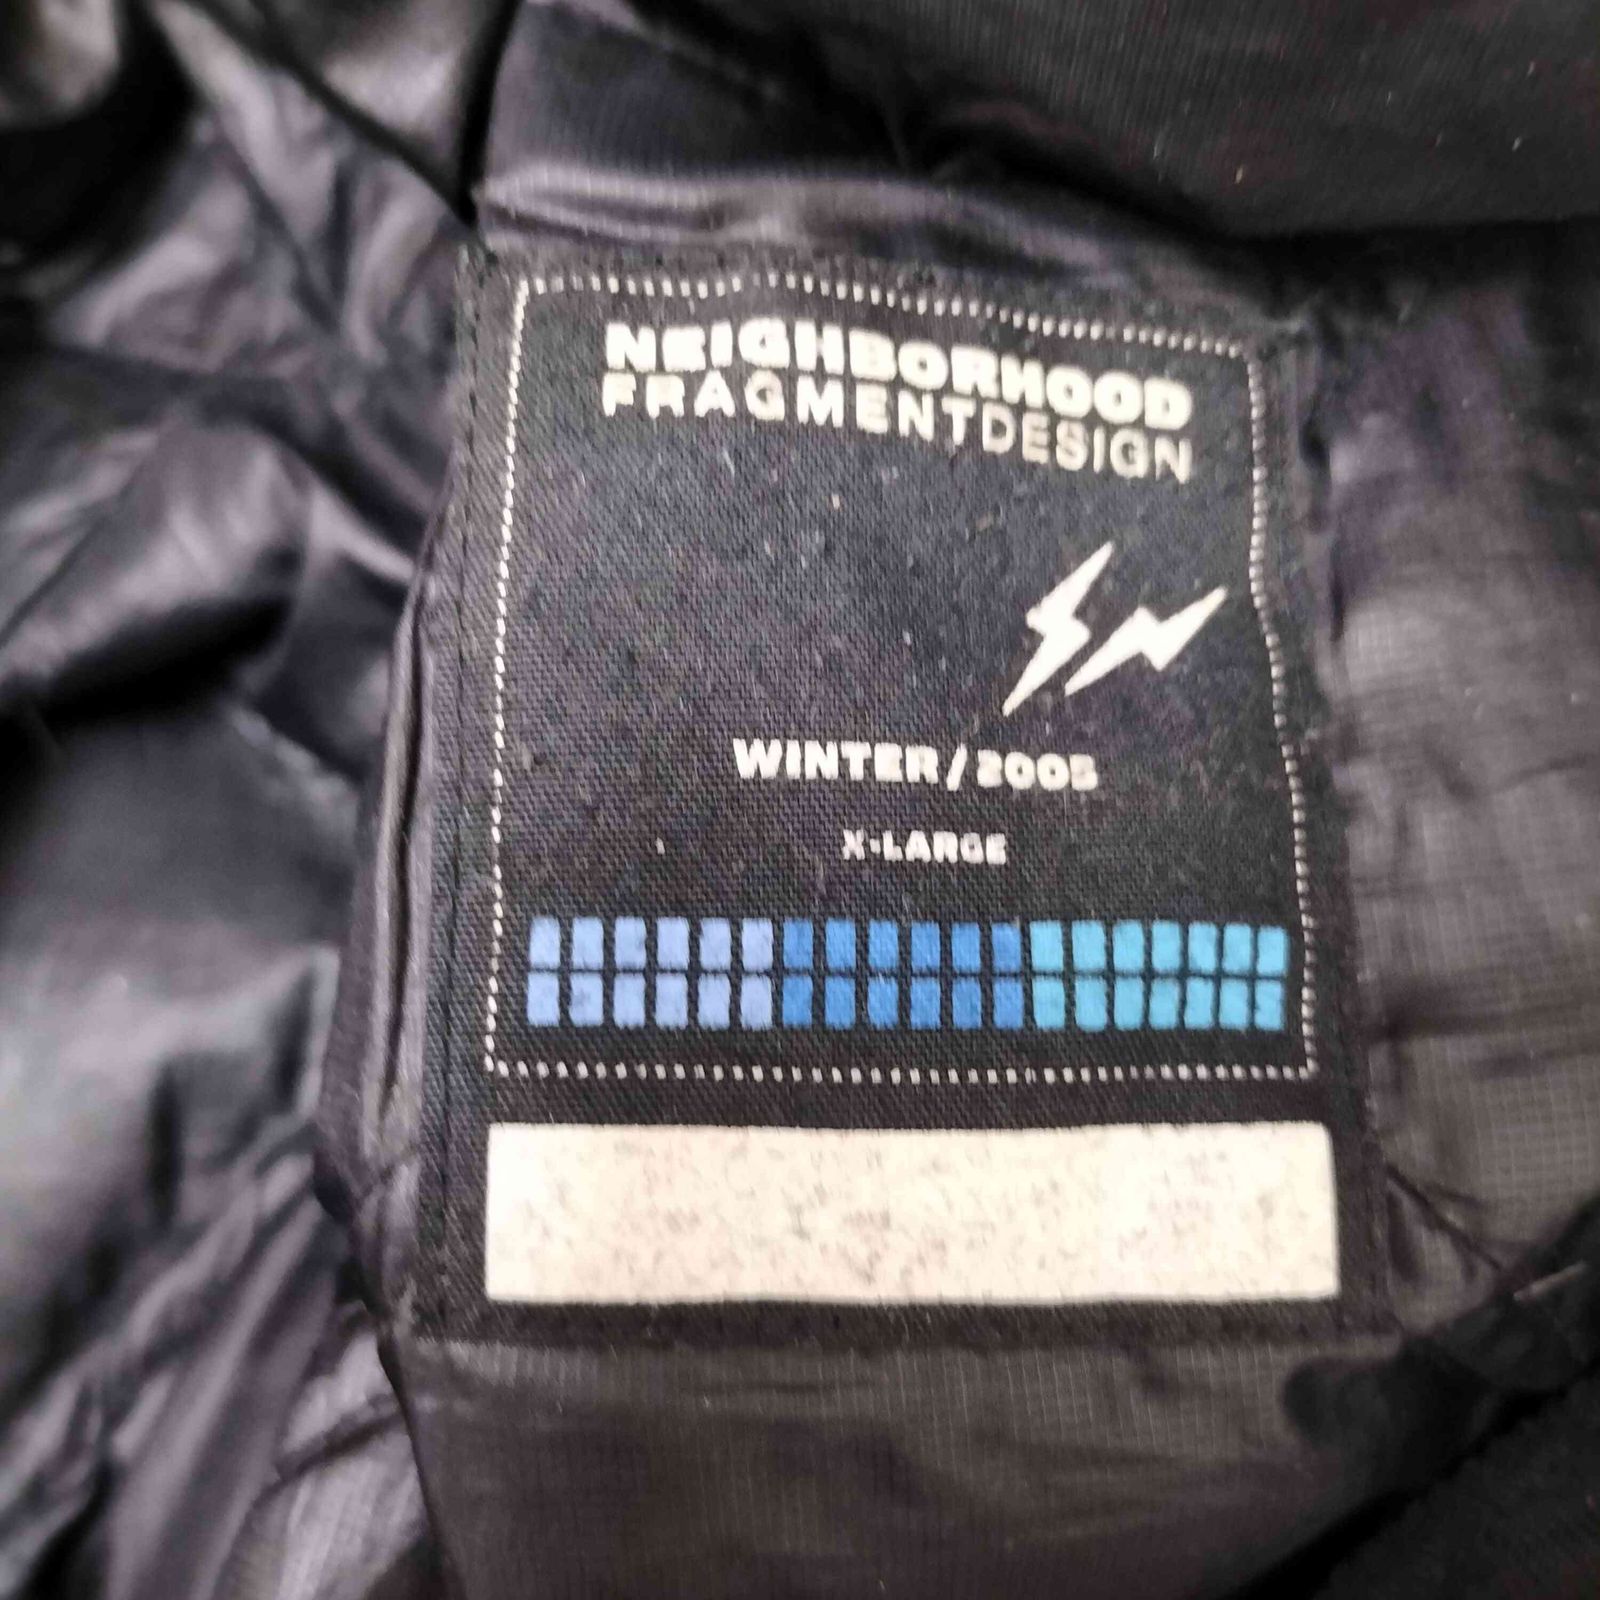 NEIGHBORHOOD
FRAGMENTDESIGN
WINTER/2005
X-LARGE